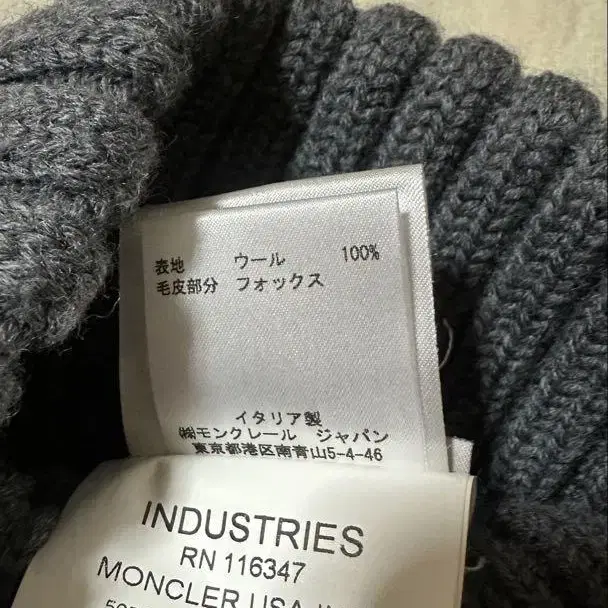 表地 ウール 100%
毛皮部分 フォックス
イタリア製
㈱モンクレール ジャパン
東京都港区南青山5-4-46
INDUSTRIES
RN 116347
MONCLER USA